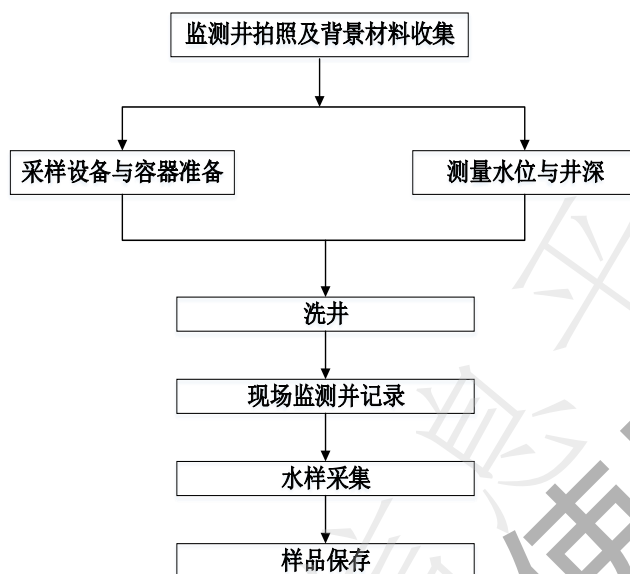 监测井拍照及背景材料收集
采样设备与容器准备
测量水位与井深
洗井
现场监测并记录
水样采集
样品保存